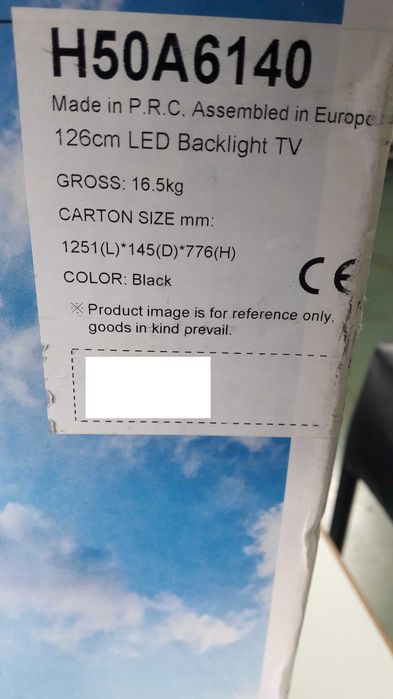 H50A6140
Made in P.R.C. Assembled in Europe
126cm LED Backlight TV
GROSS: 16.5kg
CARTON SIZE mm:
1251(L)*145(D)*776(H)
COLOR: Black
CE
※ Product image is for reference only,
goods in kind prevail.